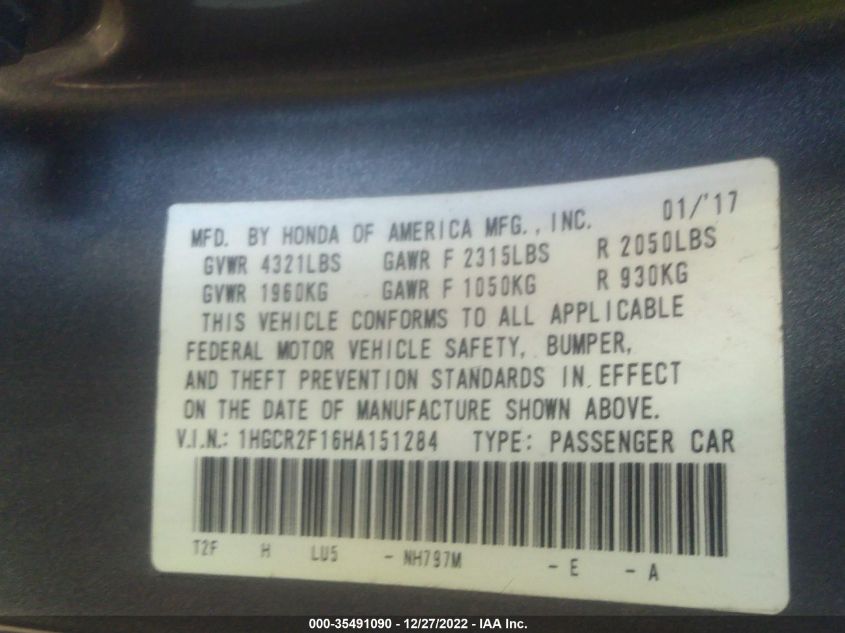 MFD. BY HONDA OF AMERICA MFG., INC. 01/'17
GVWR 4321LBS GAWR F 2315LBS R 2050LBS
GVWR 1960KG GAWR F 1050KG R 930KG
THIS VEHICLE CONFORMS TO ALL APPLICABLE
FEDERAL MOTOR VEHICLE SAFETY, BUMPER,
AND THEFT PREVENTION STANDARDS IN EFFECT
ON THE DATE OF MANUFACTURE SHOWN ABOVE.
V.I.N.: 1HGCR2F16HA151284 TYPE: PASSENGER CAR
T2F H LU5 - NH797M - E - A
000-35491090 - 12/27/2022 - IAA Inc.